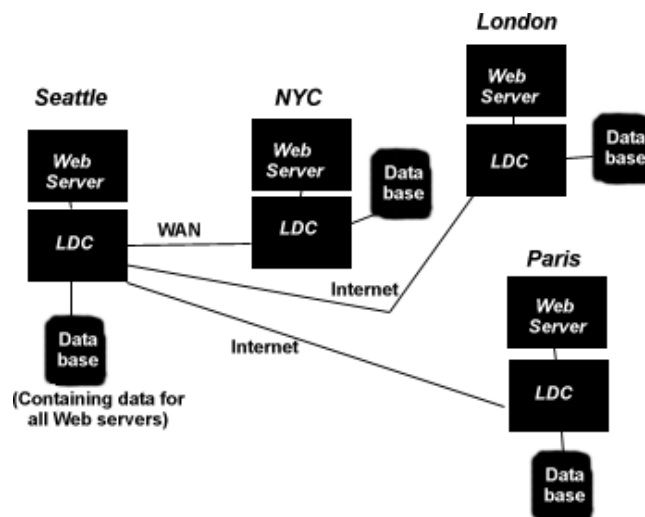 London
Web
Server
LDC
Data
base
Seattle
Web
Server
LDC
Data
base
(Containing data for
all Web servers)
NYC
Web
Server
LDC
Data
base
WAN
Internet
Internet
Paris
Web
Server
LDC
Data
base